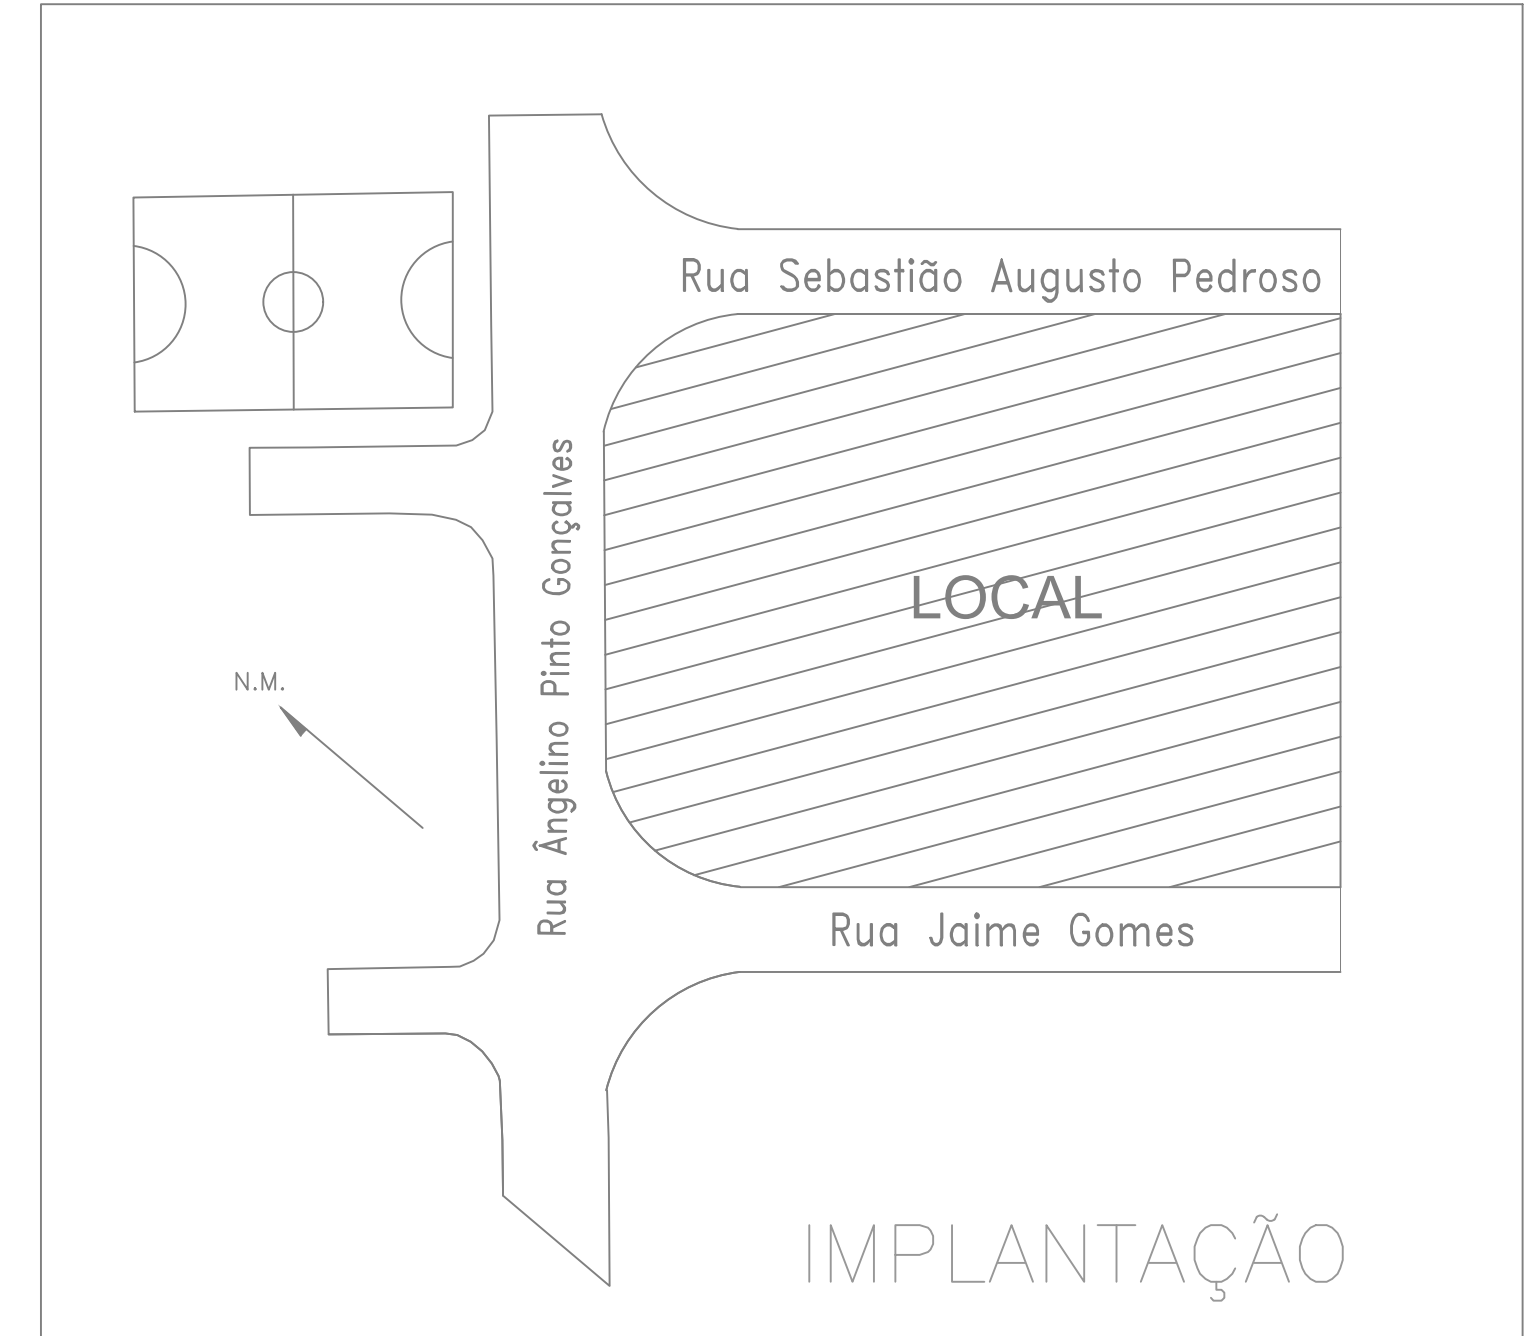 Rua Sebastião Augusto Pedroso
Rua Ângelino Pinto Gonçalves
LOCAL
N.M.
Rua Jaime Gomes
IMPLANTAÇÃO